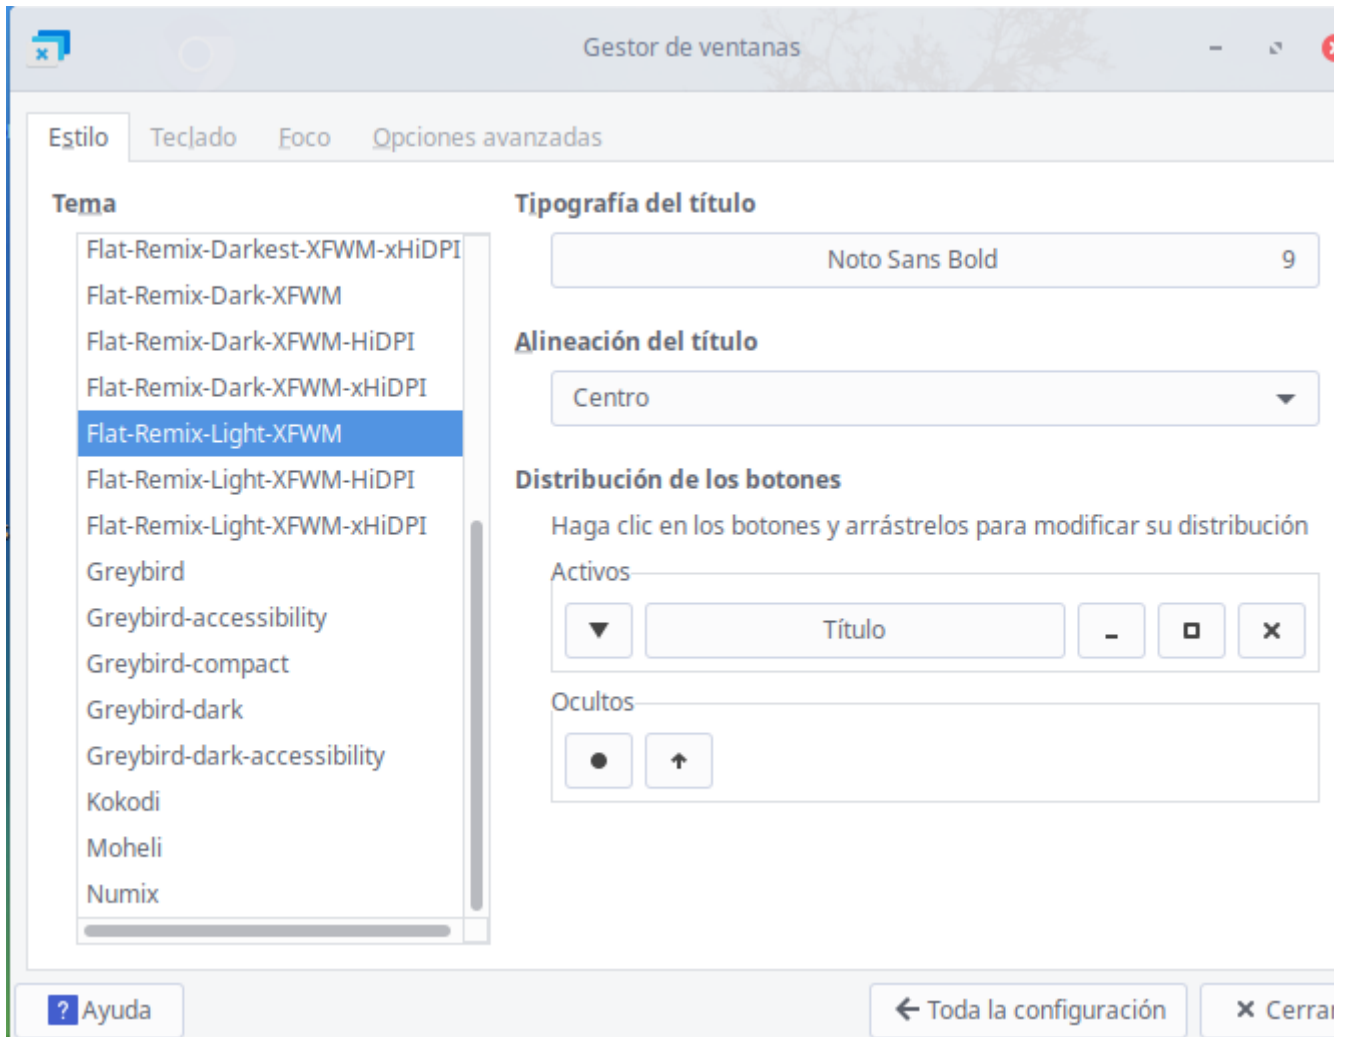 Gestor de ventanas
Estilo Teclado Foco Opciones avanzadas
Tema
Flat-Remix-Darkest-XFWM-xHiDPI
Flat-Remix-Dark-XFWM
Flat-Remix-Dark-XFWM-HiDPI
Flat-Remix-Dark-XFWM-xHiDPI
Flat-Remix-Light-XFWM
Flat-Remix-Light-XFWM-HiDPI
Flat-Remix-Light-XFWM-xHiDPI
Greybird
Greybird-accessibility
Greybird-compact
Greybird-dark
Greybird-dark-accessibility
Kokodi
Moheli
Numix
Tipografía del título
Noto Sans Bold 9
Alineación del título
Centro
Distribución de los botones
Haga clic en los botones y arrástrelos para modificar su distribución
Activos
Título
Ocultos
? Ayuda
Toda la configuración
Cerrar